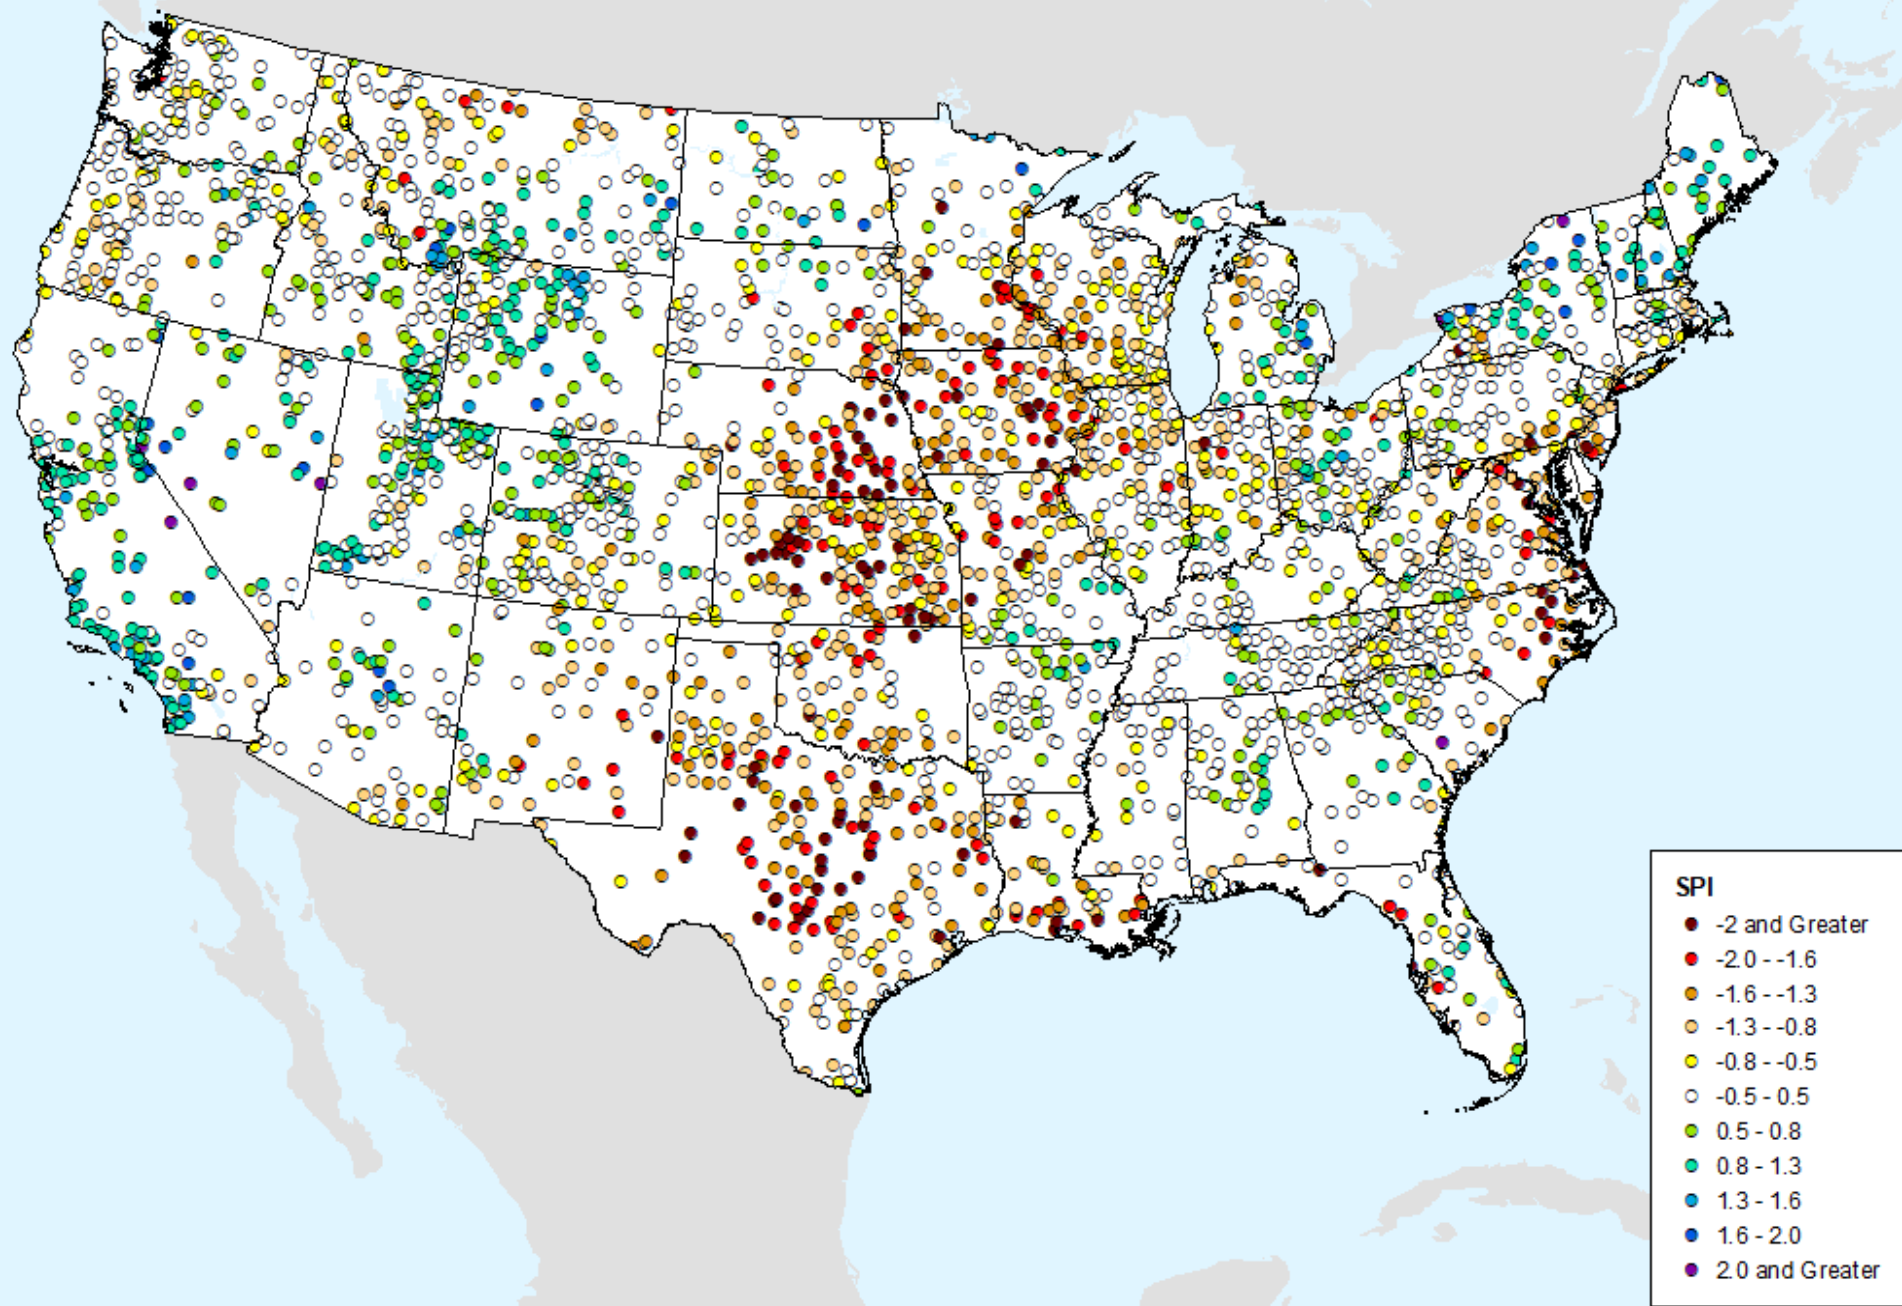 SPI
-2 and Greater
-2.0 - -1.6
-1.6 - -1.3
-1.3 - -0.8
-0.8 - -0.5
-0.5 - 0.5
0.5 - 0.8
0.8 - 1.3
1.3 - 1.6
1.6 - 2.0
2.0 and Greater